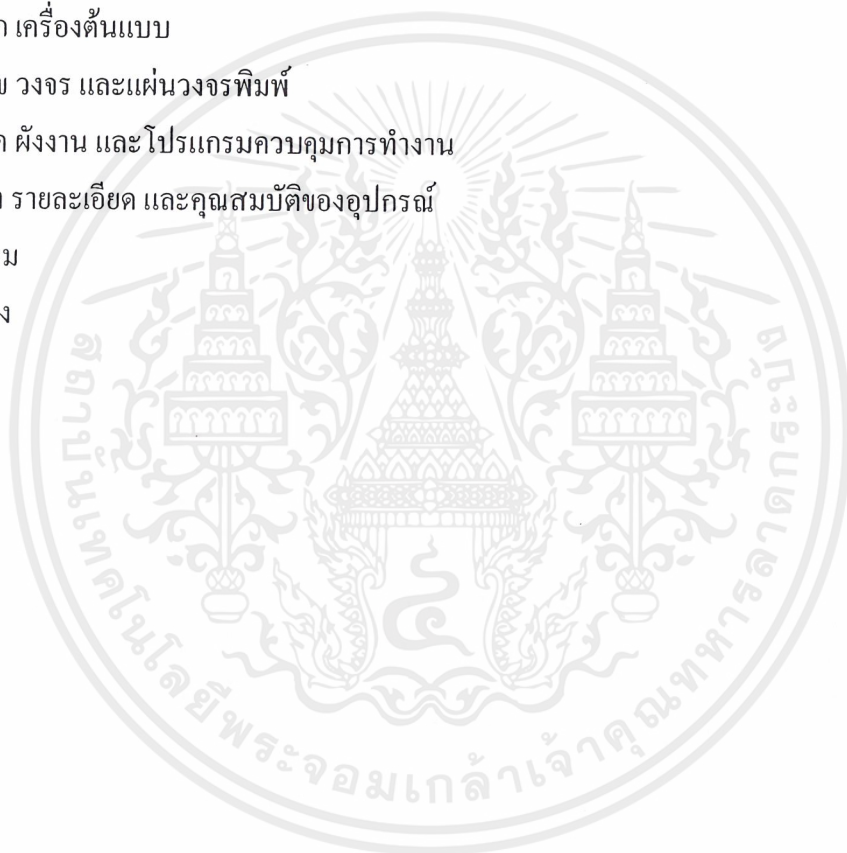 ก เครื่องต้นแบบ
ข วงจร และแผ่นวงจรพิมพ์
ค ผังงาน และโปรแกรมควบคุมการทำงาน
ง รายละเอียด และคุณสมบัติของอุปกรณ์
ม
ง
สถาบันเทคโนโลยีพระจอมเกล้าเจ้าคุณทหารลาดกระบัง